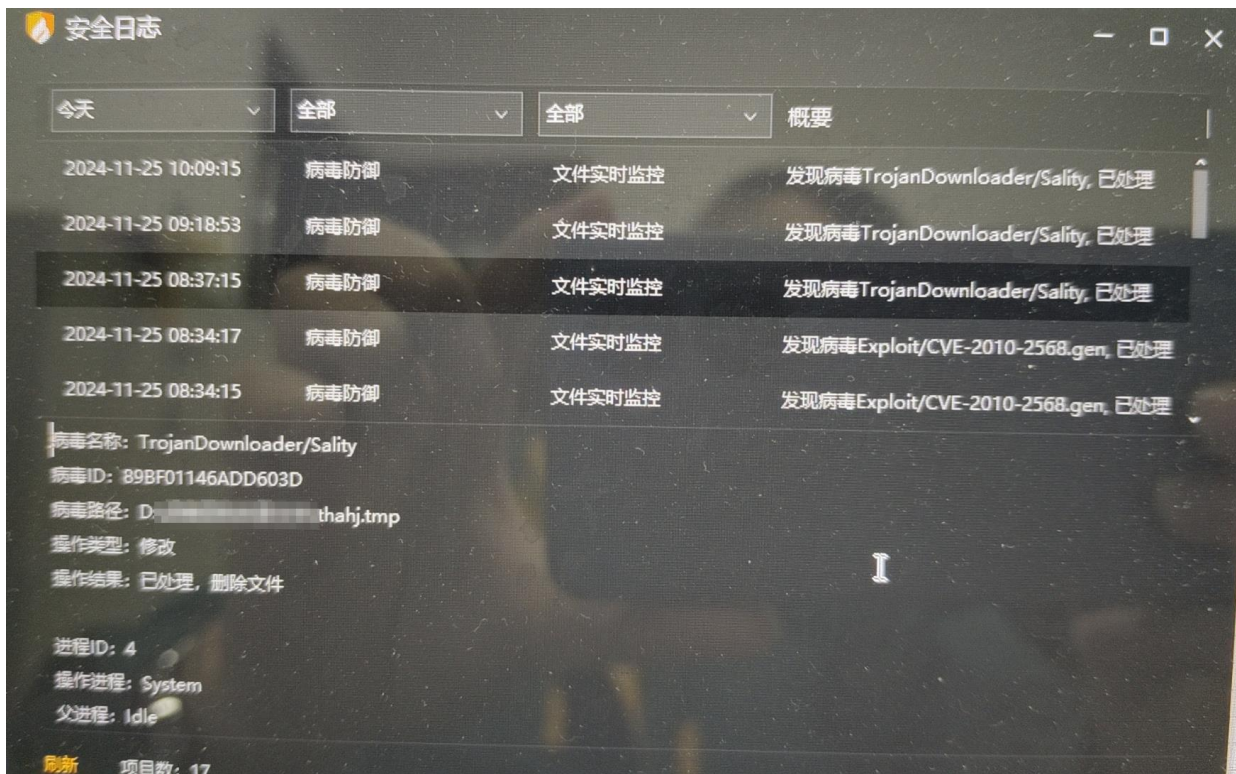 安全日志
今天 全部 全部 概要
2024-11-25 10:09:15 病毒防御 文件实时监控 发现病毒TrojanDownloader/Sality, 已处理
2024-11-25 09:18:53 病毒防御 文件实时监控 发现病毒TrojanDownloader/Sality, 已处理
2024-11-25 08:37:15 病毒防御 文件实时监控 发现病毒TrojanDownloader/Sality, 已处理
2024-11-25 08:34:17 病毒防御 文件实时监控 发现病毒Exploit/CVE-2010-2568.gen, 已处理
2024-11-25 08:34:15 病毒防御 文件实时监控 发现病毒Exploit/CVE-2010-2568.gen, 已处理
病毒名称：TrojanDownloader/Sality
病毒ID：89BF01146ADD603D
病毒路径：D: thahj.tmp
操作类型：修改
操作结果：已处理，删除文件
进程ID：4
操作进程：System
父进程：Idle
刷新 项目数：17